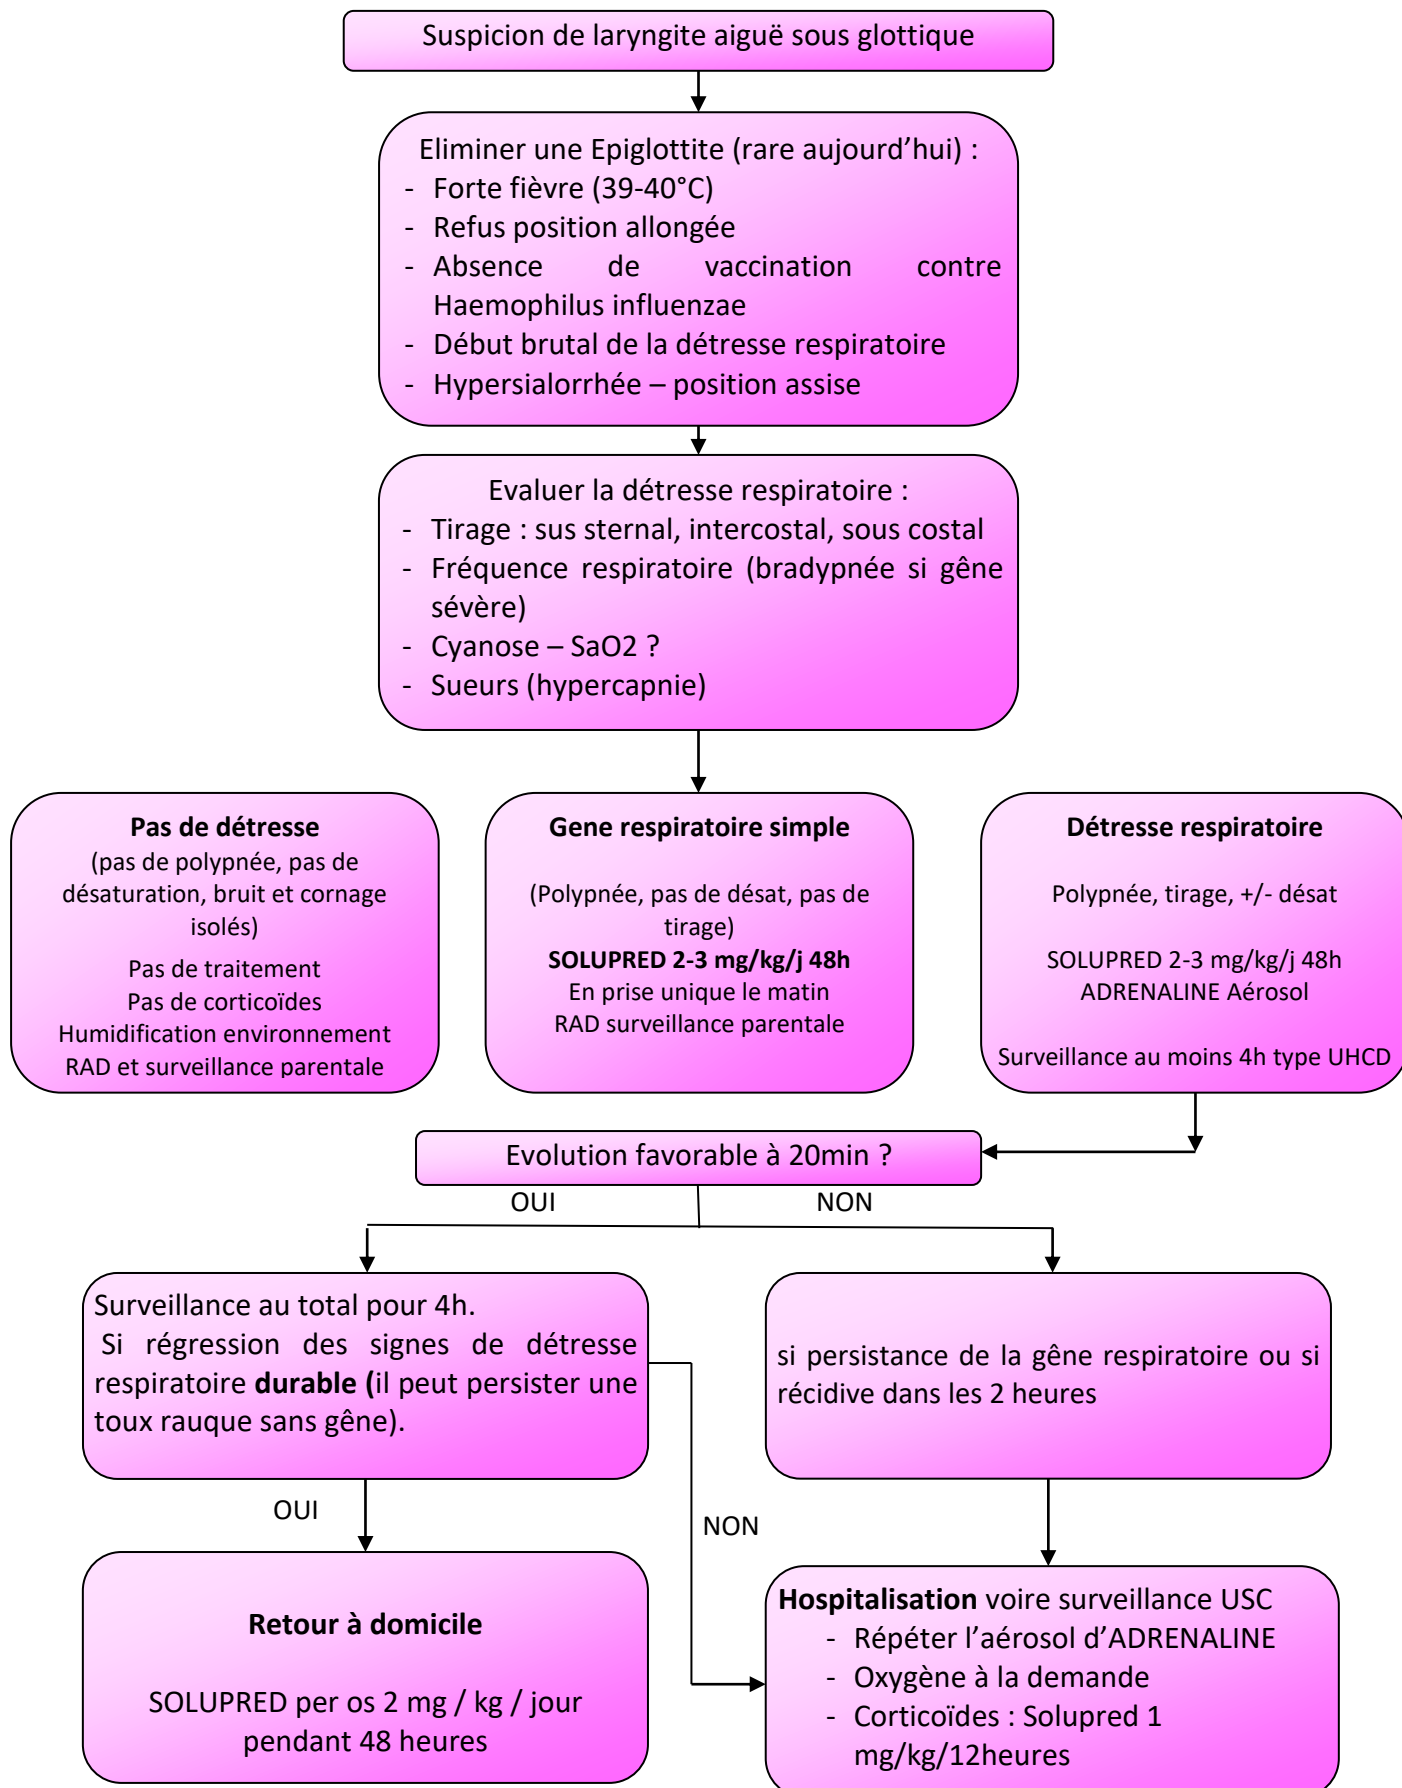 Suspicion de laryngite aiguë sous glottique
Eliminer une Epiglottite (rare aujourd’hui) :
- Forte fièvre (39-40°C)
- Refus position allongée
- Absence de vaccination contre
Haemophilus influenzae
- Début brutal de la détresse respiratoire
- Hypersialorrhée – position assise
Evaluer la détresse respiratoire :
- Tirage : sus sternal, intercostal, sous costal
- Fréquence respiratoire (bradypnée si gêne
sévère)
- Cyanose – SaO2 ?
- Sueurs (hypercapnie)
Pas de détresse
(pas de polypnée, pas de
désaturation, bruit et cornage
isolés)
Pas de traitement
Pas de corticoïdes
Humidification environnement
RAD et surveillance parentale
Gene respiratoire simple
(Polypnée, pas de désat, pas de
tirage)
SOLUPRED 2-3 mg/kg/j 48h
En prise unique le matin
RAD surveillance parentale
Détresse respiratoire
Polypnée, tirage, +/- désat
SOLUPRED 2-3 mg/kg/j 48h
ADRENALINE Aérosol
Surveillance au moins 4h type UHCD
Evolution favorable à 20min ?
OUI
NON
Surveillance au total pour 4h.
Si régression des signes de détresse
respiratoire durable (il peut persister une
toux rauque sans gêne).
si persistance de la gêne respiratoire ou si
récidive dans les 2 heures
OUI
NON
Retour à domicile
SOLUPRED per os 2 mg / kg / jour
pendant 48 heures
Hospitalisation voire surveillance USC
- Répéter l’aérosol d’ADRENALINE
- Oxygène à la demande
- Corticoïdes : Solupred 1
mg/kg/12heures